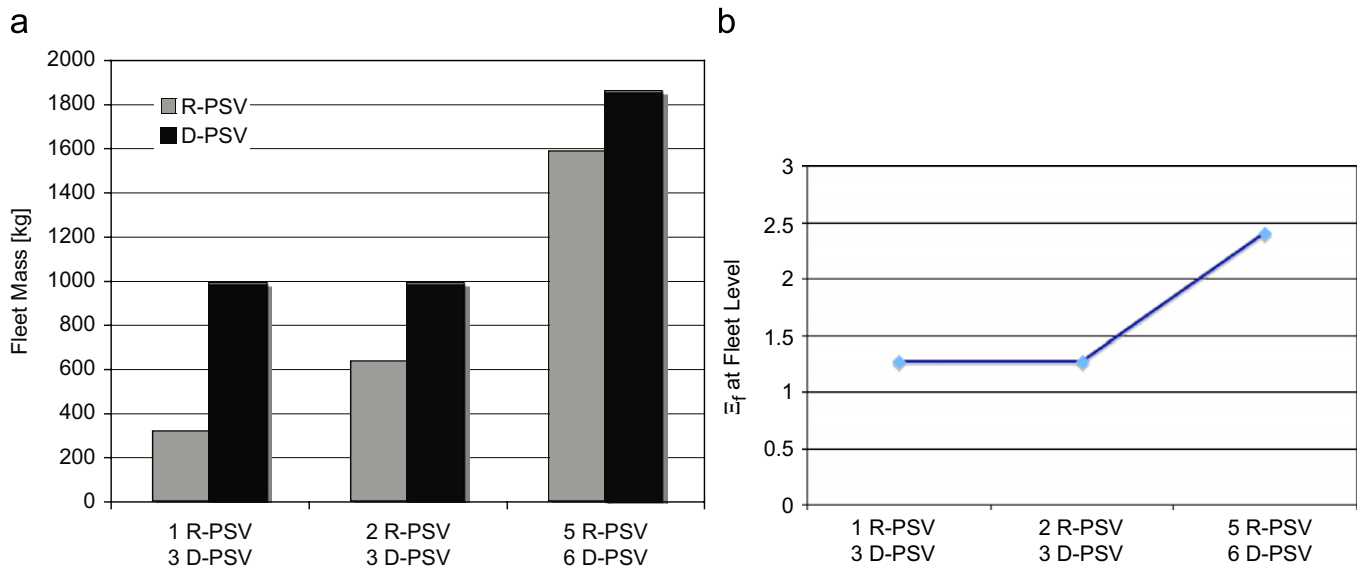 a
Fleet Mass [kg]
2000
1800
1600
1400
1200
1000
800
600
400
200
0
R-PSV
D-PSV
1 R-PSV
3 D-PSV
2 R-PSV
3 D-PSV
5 R-PSV
6 D-PSV
b
Ξf at Fleet Level
3
2.5
2
1.5
1
0.5
0
1 R-PSV
3 D-PSV
2 R-PSV
3 D-PSV
5 R-PSV
6 D-PSV